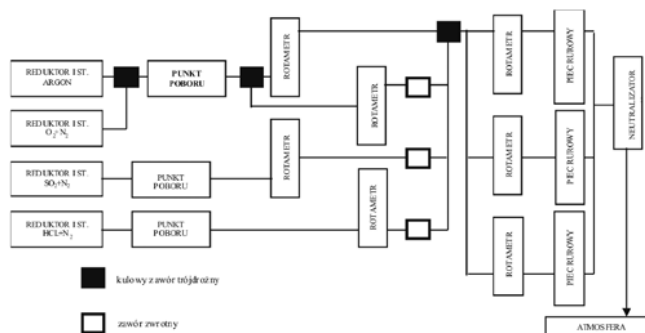 REDUKTOR I ST.
ARGON
PUNKT
POBORU
ROTAMETR
ROTAMETR
PIEC RUROWY
REDUKTOR I ST.
O2+N2
ROTAMETR
NEUTRALIZATOR
REDUKTOR I ST.
SO2+N2
PUNKT
POBORU
ROTAMETR
ROTAMETR
PIEC RUROWY
REDUKTOR I ST.
HCL+N2
PUNKT
POBORU
ROTAMETR
ROTAMETR
PIEC RUROWY
kulowy zawór trójdrożny
zawór zwrotny
ATMOSFERA